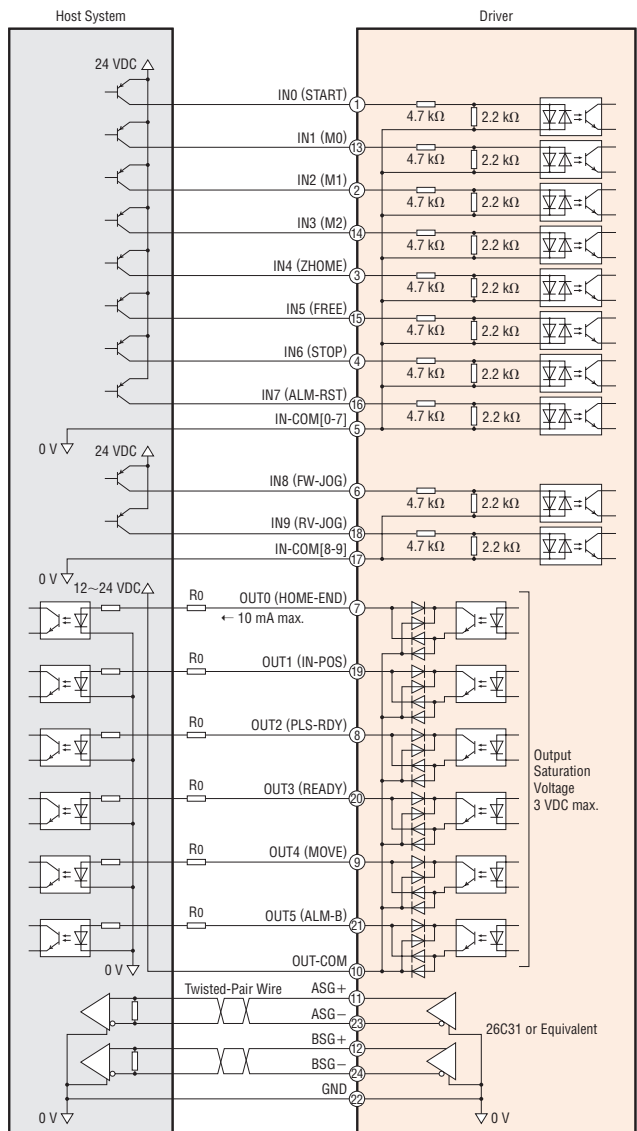 Host System
Driver
24 VDC
IN0 (START) 1 4.7 kΩ 2.2 kΩ
IN1 (M0) 13 4.7 kΩ 2.2 kΩ
IN2 (M1) 2 4.7 kΩ 2.2 kΩ
IN3 (M2) 14 4.7 kΩ 2.2 kΩ
IN4 (ZHOME) 3 4.7 kΩ 2.2 kΩ
IN5 (FREE) 15 4.7 kΩ 2.2 kΩ
IN6 (STOP) 4 4.7 kΩ 2.2 kΩ
IN7 (ALM-RST) 16 4.7 kΩ 2.2 kΩ
IN-COM[0-7] 5
0 V
24 VDC
IN8 (FW-JOG) 6 4.7 kΩ 2.2 kΩ
IN9 (RV-JOG) 18 4.7 kΩ 2.2 kΩ
IN-COM[8-9] 17
0 V
12~24 VDC
R0 OUT0 (HOME-END) 7
← 10 mA max.
R0 OUT1 (IN-POS) 19
R0 OUT2 (PLS-RDY) 8
Output
Saturation
Voltage
3 VDC max.
R0 OUT3 (READY) 20
R0 OUT4 (MOVE) 9
R0 OUT5 (ALM-B) 21
OUT-COM 10
0 V
Twisted-Pair Wire ASG+ 11
ASG− 23
26C31 or Equivalent
BSG+ 12
BSG− 24
GND 22
0 V
0 V